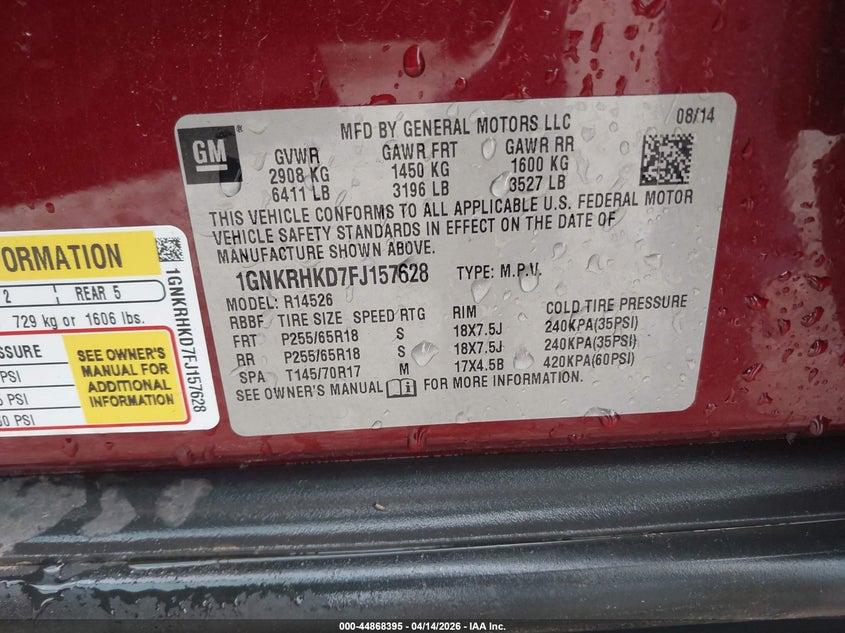 MFD BY GENERAL MOTORS LLC 08/14
GM
GVWR GAWR FRT GAWR RR
2908 KG 1450 KG 1600 KG
6411 LB 3196 LB 3527 LB
THIS VEHICLE CONFORMS TO ALL APPLICABLE U.S. FEDERAL MOTOR
VEHICLE SAFETY STANDARDS IN EFFECT ON THE DATE OF
MANUFACTURE SHOWN ABOVE.
1GNKRHKD7FJ157628 TYPE: M.P.V.
MODEL: R14526
RBBF TIRE SIZE SPEED RTG RIM COLD TIRE PRESSURE
FRT P255/65R18 S 18X7.5J 240KPA(35PSI)
RR P255/65R18 S 18X7.5J 240KPA(35PSI)
SPA T145/70R17 M 17X4.5B 420KPA(60PSI)
SEE OWNER'S MANUAL FOR MORE INFORMATION.
ORMATION
2 REAR 5
729 kg or 1606 lbs.
SSURE
PSI
PSI
PSI
SEE OWNER'S
MANUAL FOR
ADDITIONAL
INFORMATION
1GNKRHKD7FJ157628
000-44868395 - 04/14/2026 - IAA Inc.